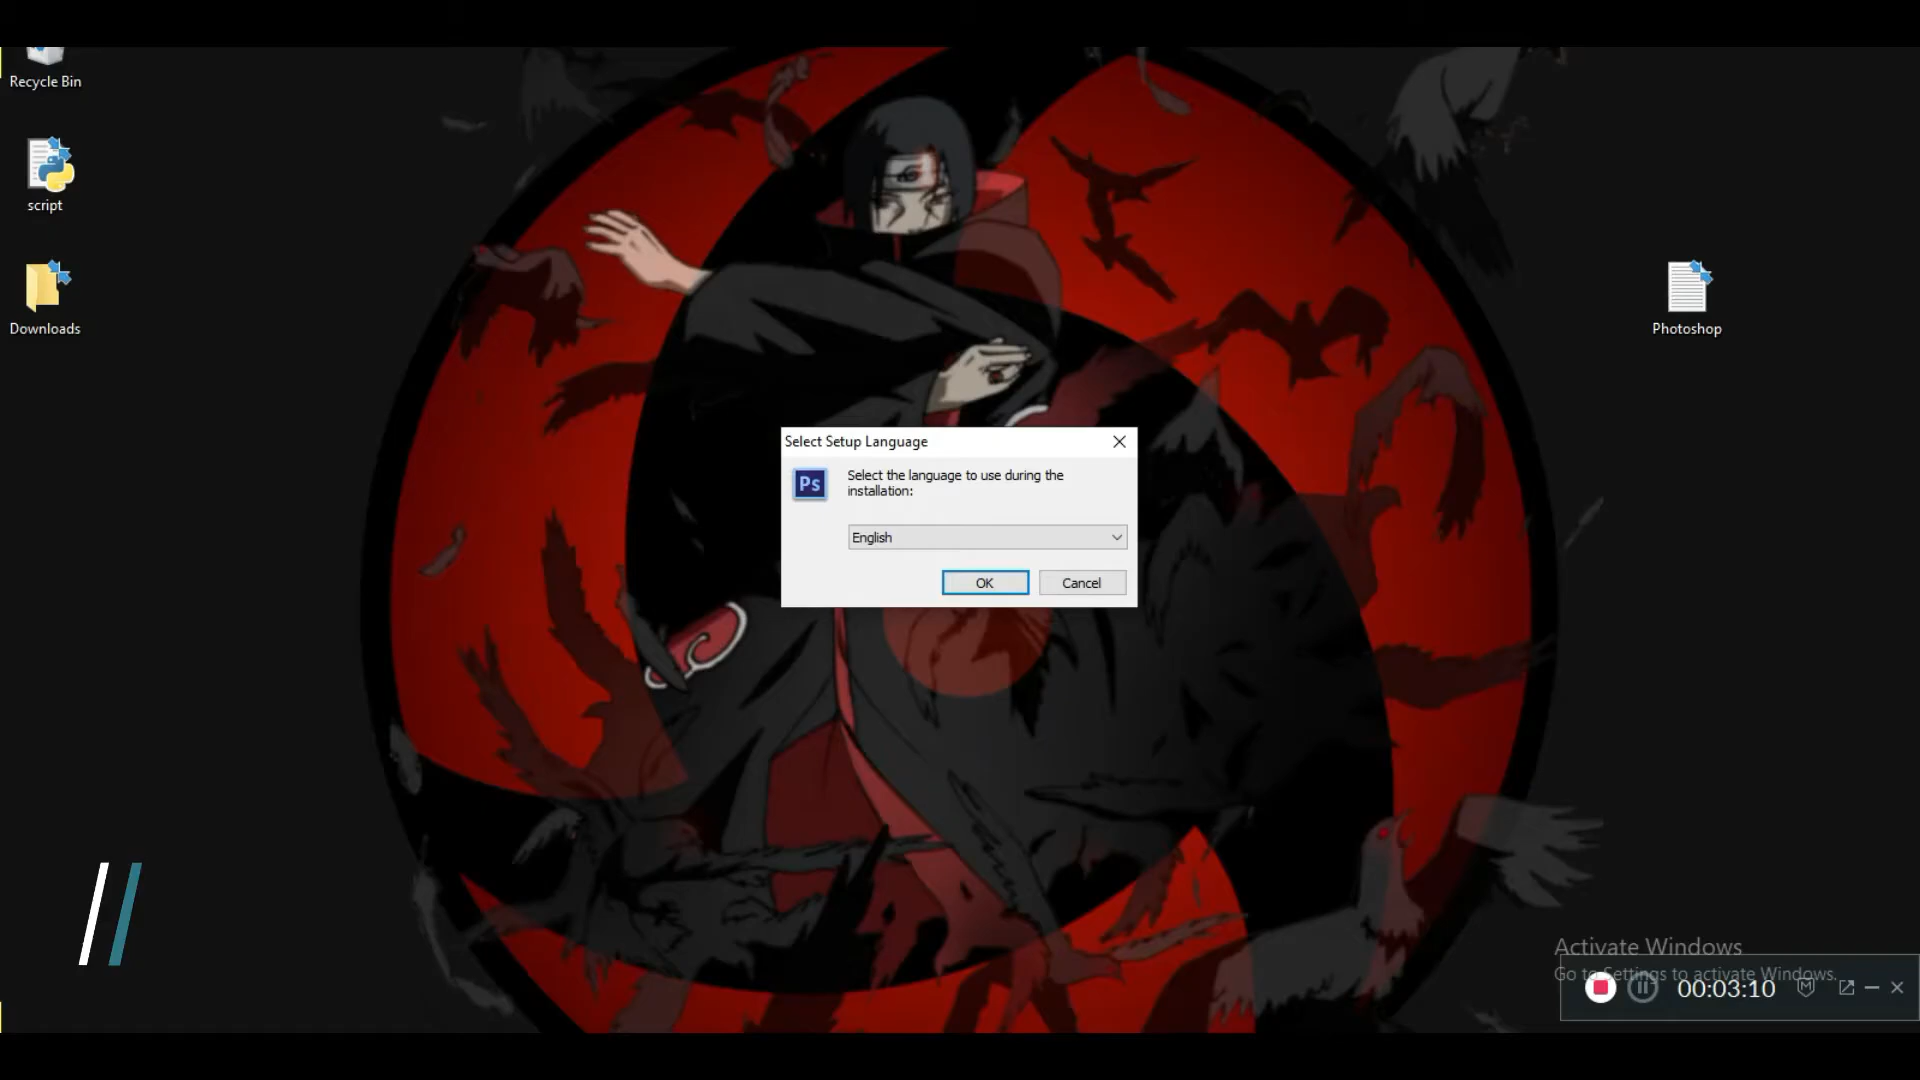 Recycle Bin
script
Downloads
Photoshop
Select Setup Language
Ps
Select the language to use during the
installation:
English
OK
Cancel
Activate Windows
Go to Settings to activate Windows.
00:03:10